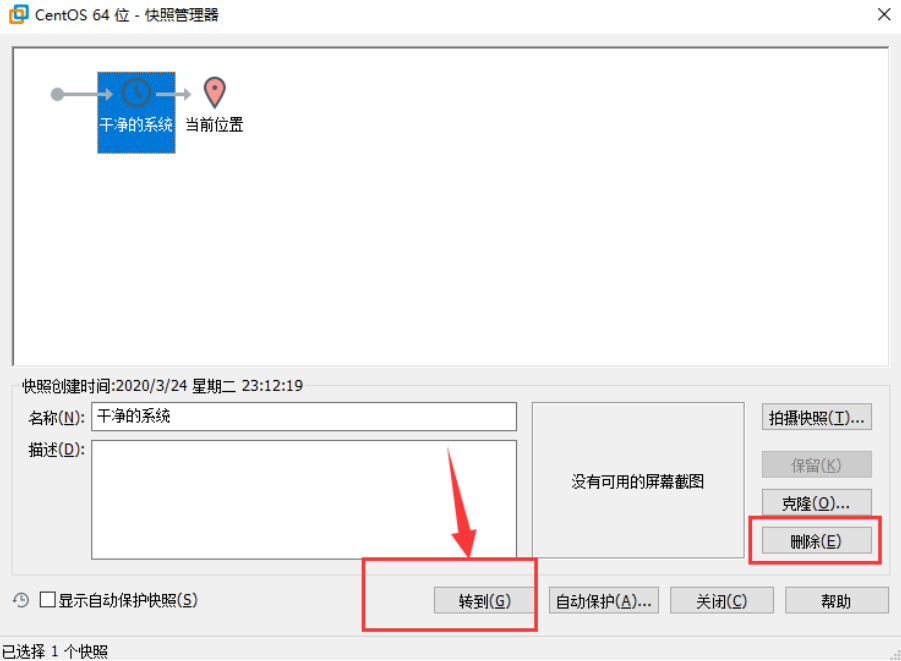 CentOS 64 位 - 快照管理器
干净的系统
当前位置
快照创建时间:2020/3/24 星期二 23:12:19
名称(N):
干净的系统
拍摄快照(T)...
描述(D):
没有可用的屏幕截图
保留(K)
克隆(O)...
删除(E)
显示自动保护快照(S)
转到(G)
自动保护(A)...
关闭(C)
帮助
已选择 1 个快照